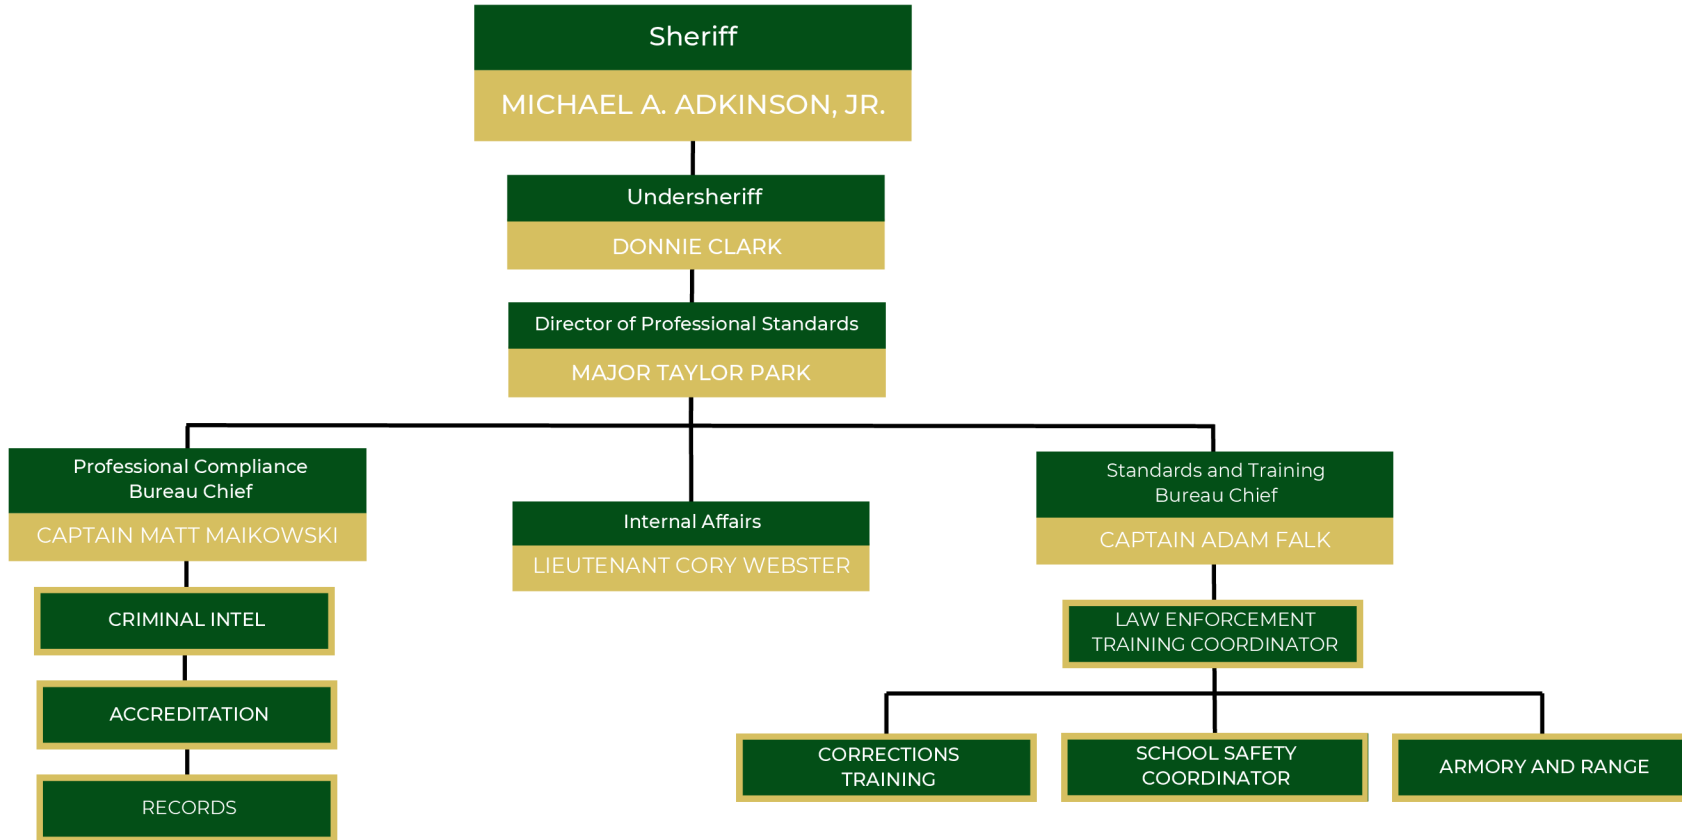 Sheriff
MICHAEL A. ADKINSON, JR.
Undersheriff
DONNIE CLARK
Director of Professional Standards
MAJOR TAYLOR PARK
Professional Compliance
Bureau Chief
CAPTAIN MATT MAIKOWSKI
CRIMINAL INTEL
ACCREDITATION
RECORDS
Internal Affairs
LIEUTENANT CORY WEBSTER
Standards and Training
Bureau Chief
CAPTAIN ADAM FALK
LAW ENFORCEMENT
TRAINING COORDINATOR
CORRECTIONS
TRAINING
SCHOOL SAFETY
COORDINATOR
ARMORY AND RANGE